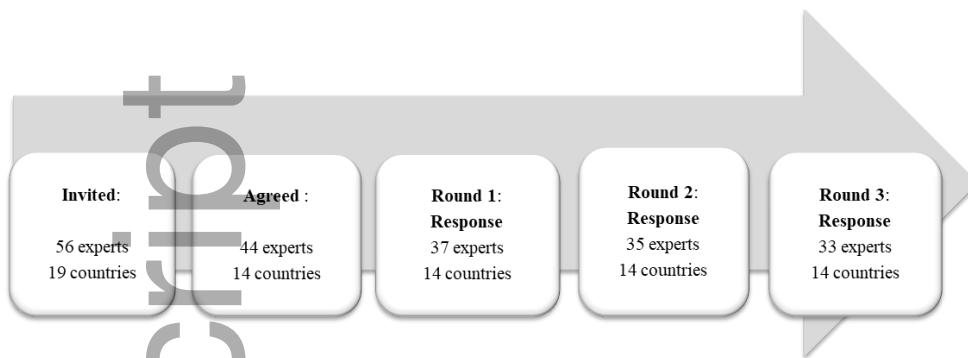 Invited:
56 experts
19 countries
Agreed :
44 experts
14 countries
Round 1:
Response
37 experts
14 countries
Round 2:
Response
35 experts
14 countries
Round 3:
Response
33 experts
14 countries
cript